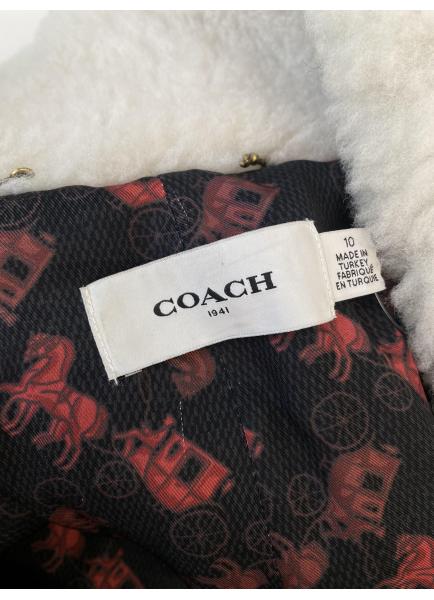 COACH
1941
10
MADE IN
TURKEY
FABRIQUÉ
EN TURQUIE